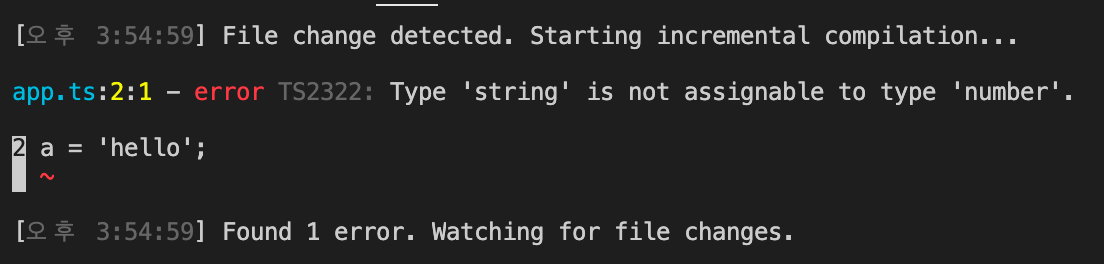 [오후 3:54:59] File change detected. Starting incremental compilation...
app.ts:2:1 - error TS2322: Type 'string' is not assignable to type 'number'.
2 a = 'hello';
~
[오후 3:54:59] Found 1 error. Watching for file changes.